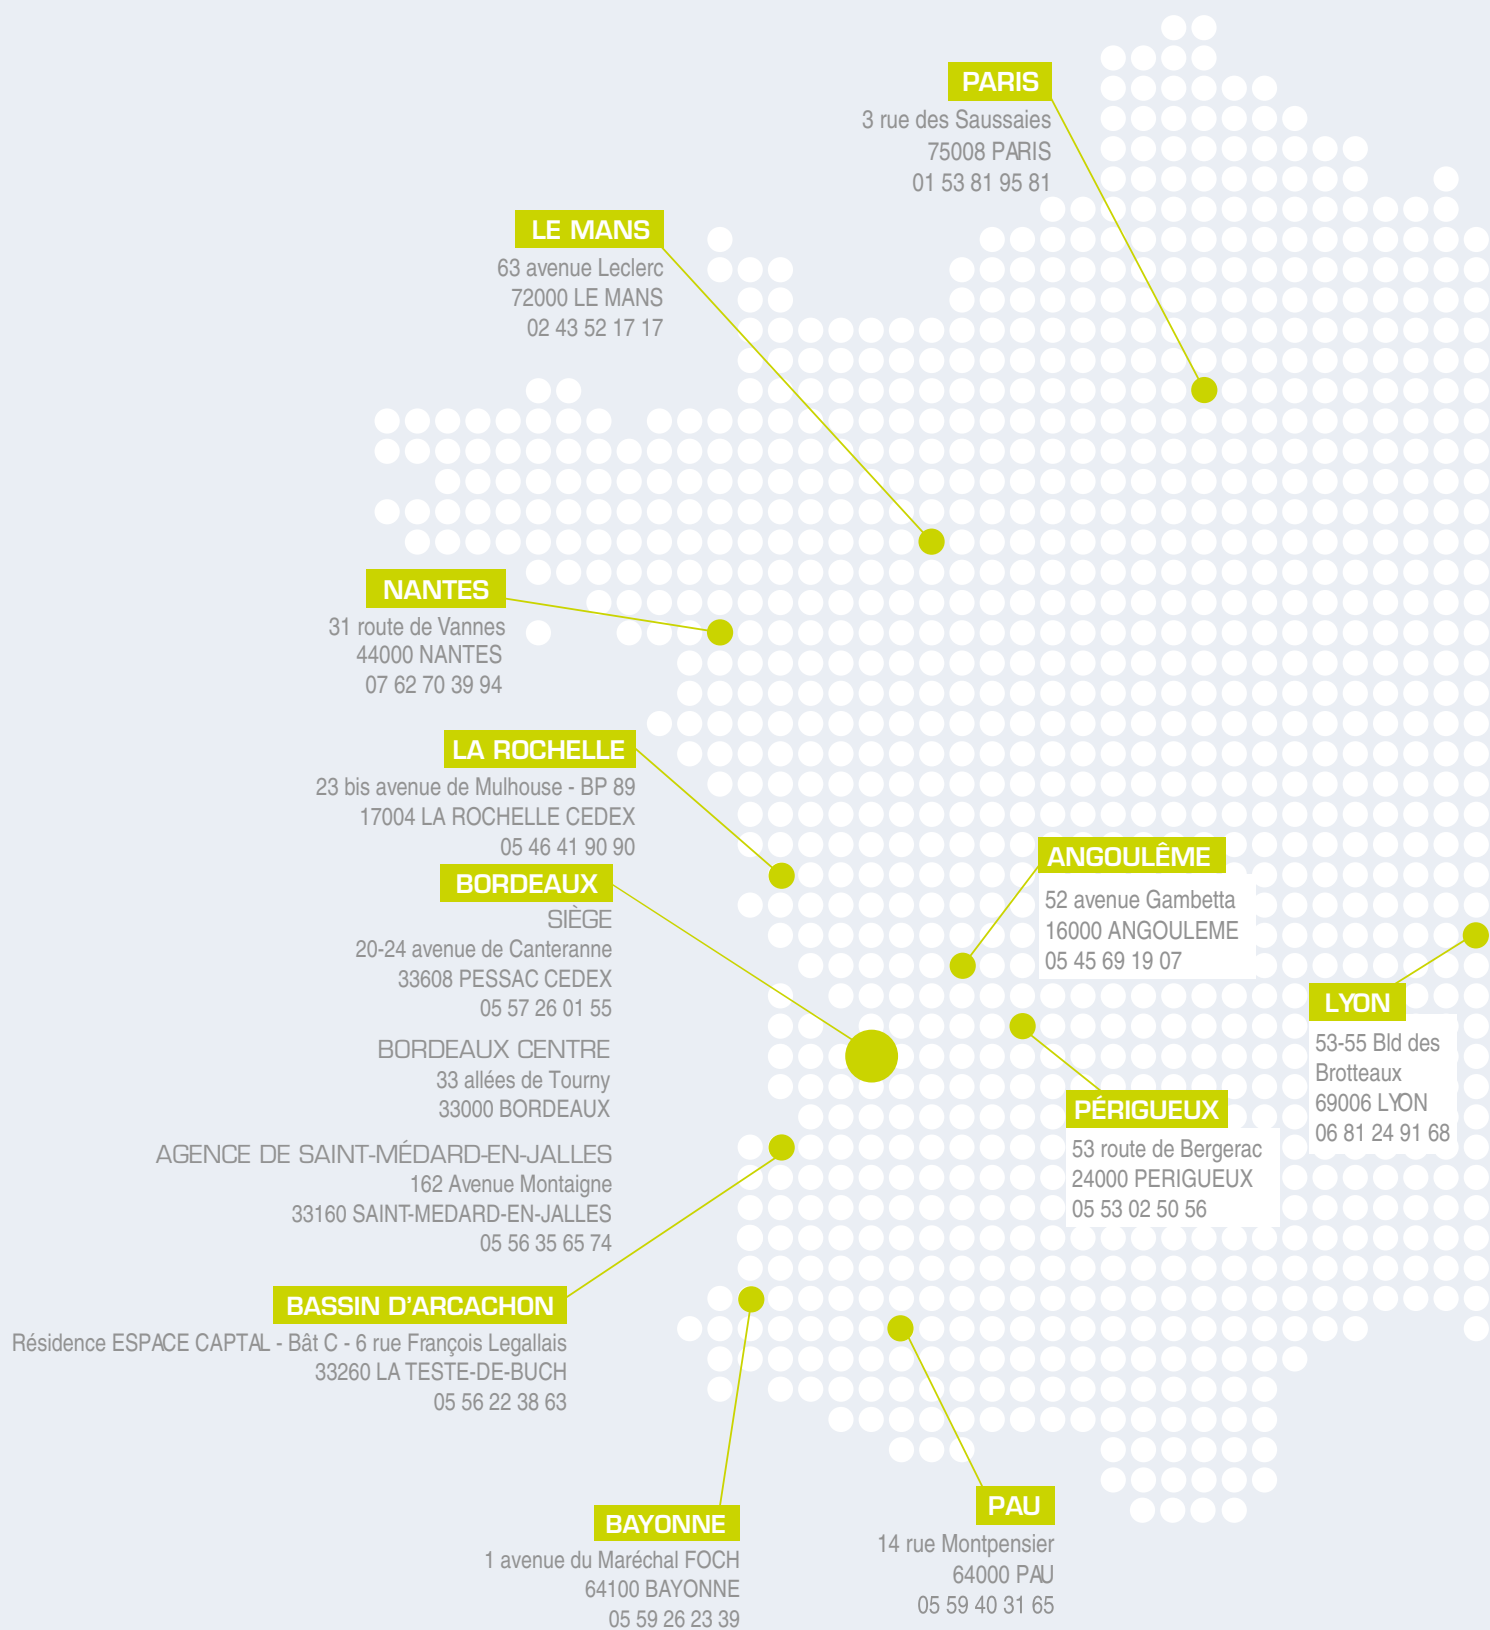 PARIS
3 rue des Saussaies
75008 PARIS
01 53 81 95 81
LE MANS
63 avenue Leclerc
72000 LE MANS
02 43 52 17 17
NANTES
31 route de Vannes
44000 NANTES
07 62 70 39 94
LA ROCHELLE
23 bis avenue de Mulhouse - BP 89
17004 LA ROCHELLE CEDEX
05 46 41 90 90
BORDEAUX
SIÈGE
20-24 avenue de Canteranne
33608 PESSAC CEDEX
05 57 26 01 55
BORDEAUX CENTRE
33 allées de Tourny
33000 BORDEAUX
AGENCE DE SAINT-MÉDARD-EN-JALLES
162 Avenue Montaigne
33160 SAINT-MEDARD-EN-JALLES
05 56 35 65 74
ANGOULÊME
52 avenue Gambetta
16000 ANGOULEME
05 45 69 19 07
LYON
53-55 Bld des
Brotteaux
69006 LYON
06 81 24 91 68
PÉRIGUEUX
53 route de Bergerac
24000 PERIGUEUX
05 53 02 50 56
BASSIN D'ARCACHON
Résidence ESPACE CAPTAL - Bât C - 6 rue François Legallais
33260 LA TESTE-DE-BUCH
05 56 22 38 63
BAYONNE
1 avenue du Maréchal FOCH
64100 BAYONNE
05 59 26 23 39
PAU
14 rue Montpensier
64000 PAU
05 59 40 31 65